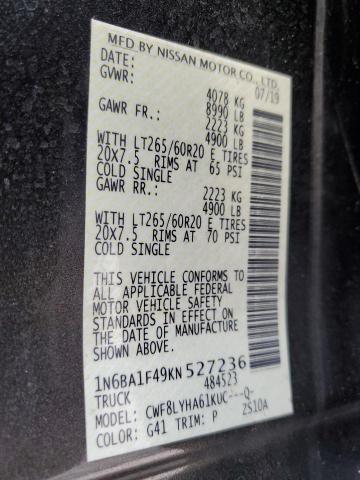 MFD BY NISSAN MOTOR CO., LTD.
DATE: 07/19
GVWR: 4078 KG
8990 LB
GAWR FR.: 2223 KG
4900 LB
WITH LT265/60R20 E TIRES
20X7.5 RIMS AT 65 PSI
COLD SINGLE
GAWR RR.: 2223 KG
4900 LB
WITH LT265/60R20 E TIRES
20X7.5 RIMS AT 70 PSI
COLD SINGLE
THIS VEHICLE CONFORMS TO
ALL APPLICABLE FEDERAL
MOTOR VEHICLE SAFETY
STANDARDS IN EFFECT ON
THE DATE OF MANUFACTURE
SHOWN ABOVE.
1N6BA1F49KN527236
TRUCK 484523
MODEL: CWF8LYHA61KUC---Q-
COLOR: G41 TRIM: P ZS10A